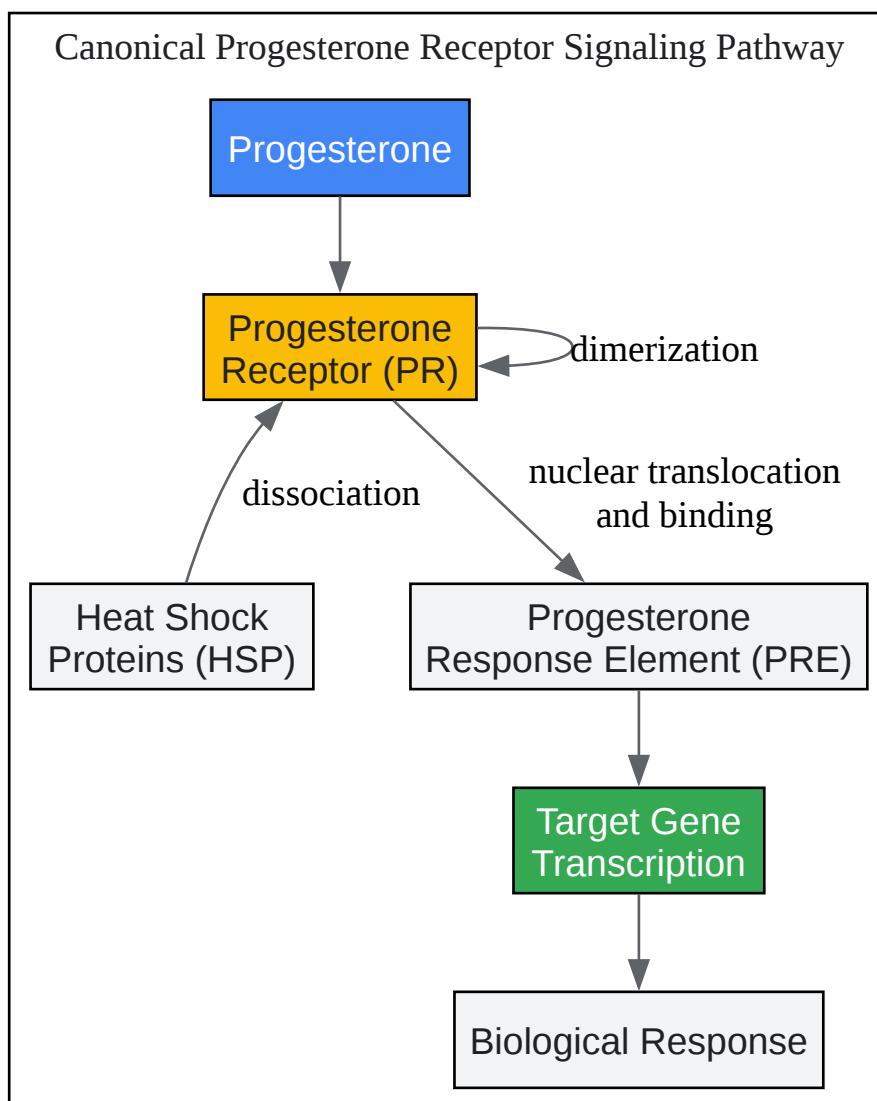 Canonical Progesterone Receptor Signaling Pathway
Progesterone
Progesterone
Receptor (PR)
dimerization
dissociation
nuclear translocation
and binding
Heat Shock
Proteins (HSP)
Progesterone
Response Element (PRE)
Target Gene
Transcription
Biological Response